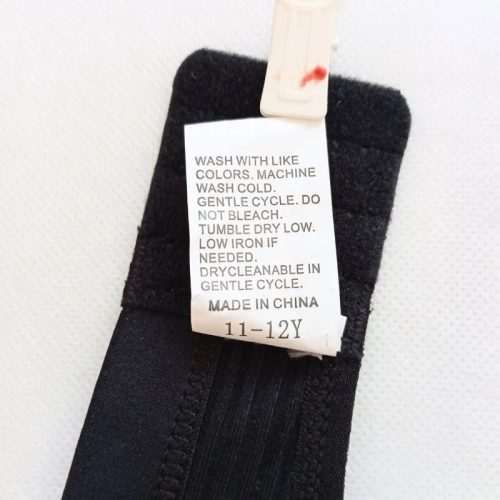 WASH WITH LIKE
COLORS. MACHINE
WASH COLD.
GENTLE CYCLE. DO
NOT BLEACH.
TUMBLE DRY LOW.
LOW IRON IF
NEEDED.
DRYCLEANABLE IN
GENTLE CYCLE.
MADE IN CHINA
11-12Y